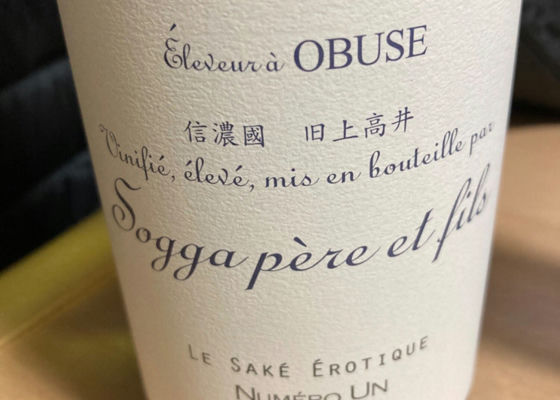 Éleveur à OBUSE
信濃國 旧上高井
Vinifié, élevé, mis en bouteille par
Sogga père et fils
LE SAKÉ ÉROTIQUE
NUMÉRO UN